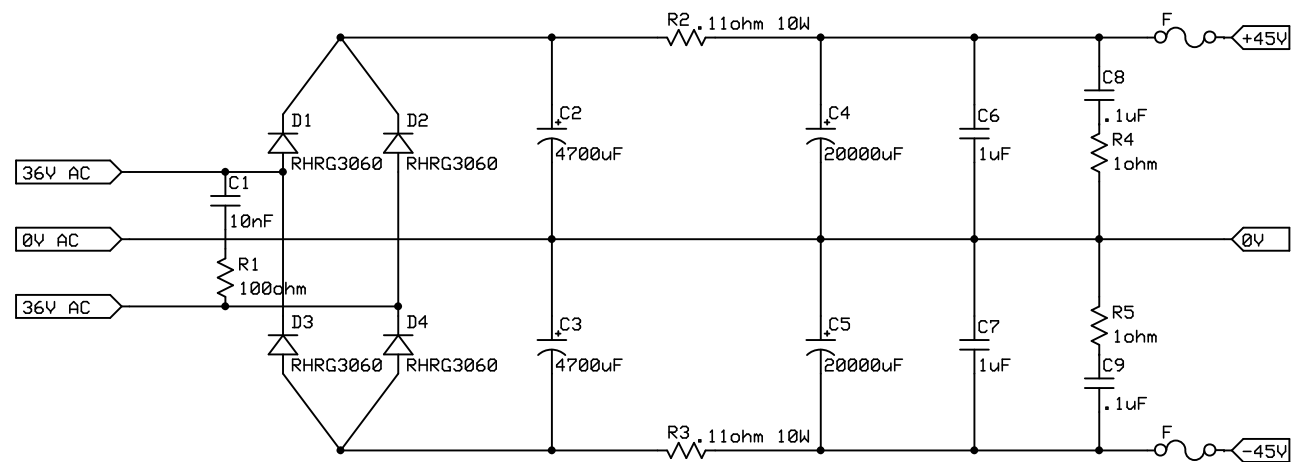 R2 .11ohm 10W
F
+45V
C8
.1uF
D1
RHRG3060
D2
RHRG3060
C2
+
4700uF
C4
+
20000uF
C6
1uF
R4
1ohm
36V AC
C1
10nF
0V AC
0V
R1
100ohm
36V AC
D3
RHRG3060
D4
RHRG3060
C3
+
4700uF
C5
+
20000uF
C7
1uF
R5
1ohm
C9
.1uF
R3 .11ohm 10W
F
-45V